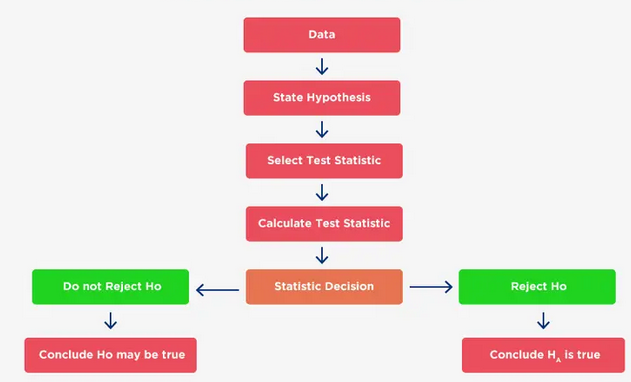 Data
State Hypothesis
Select Test Statistic
Calculate Test Statistic
Do not Reject Ho
Statistic Decision
Reject Ho
Conclude Ho may be true
Conclude HA is true